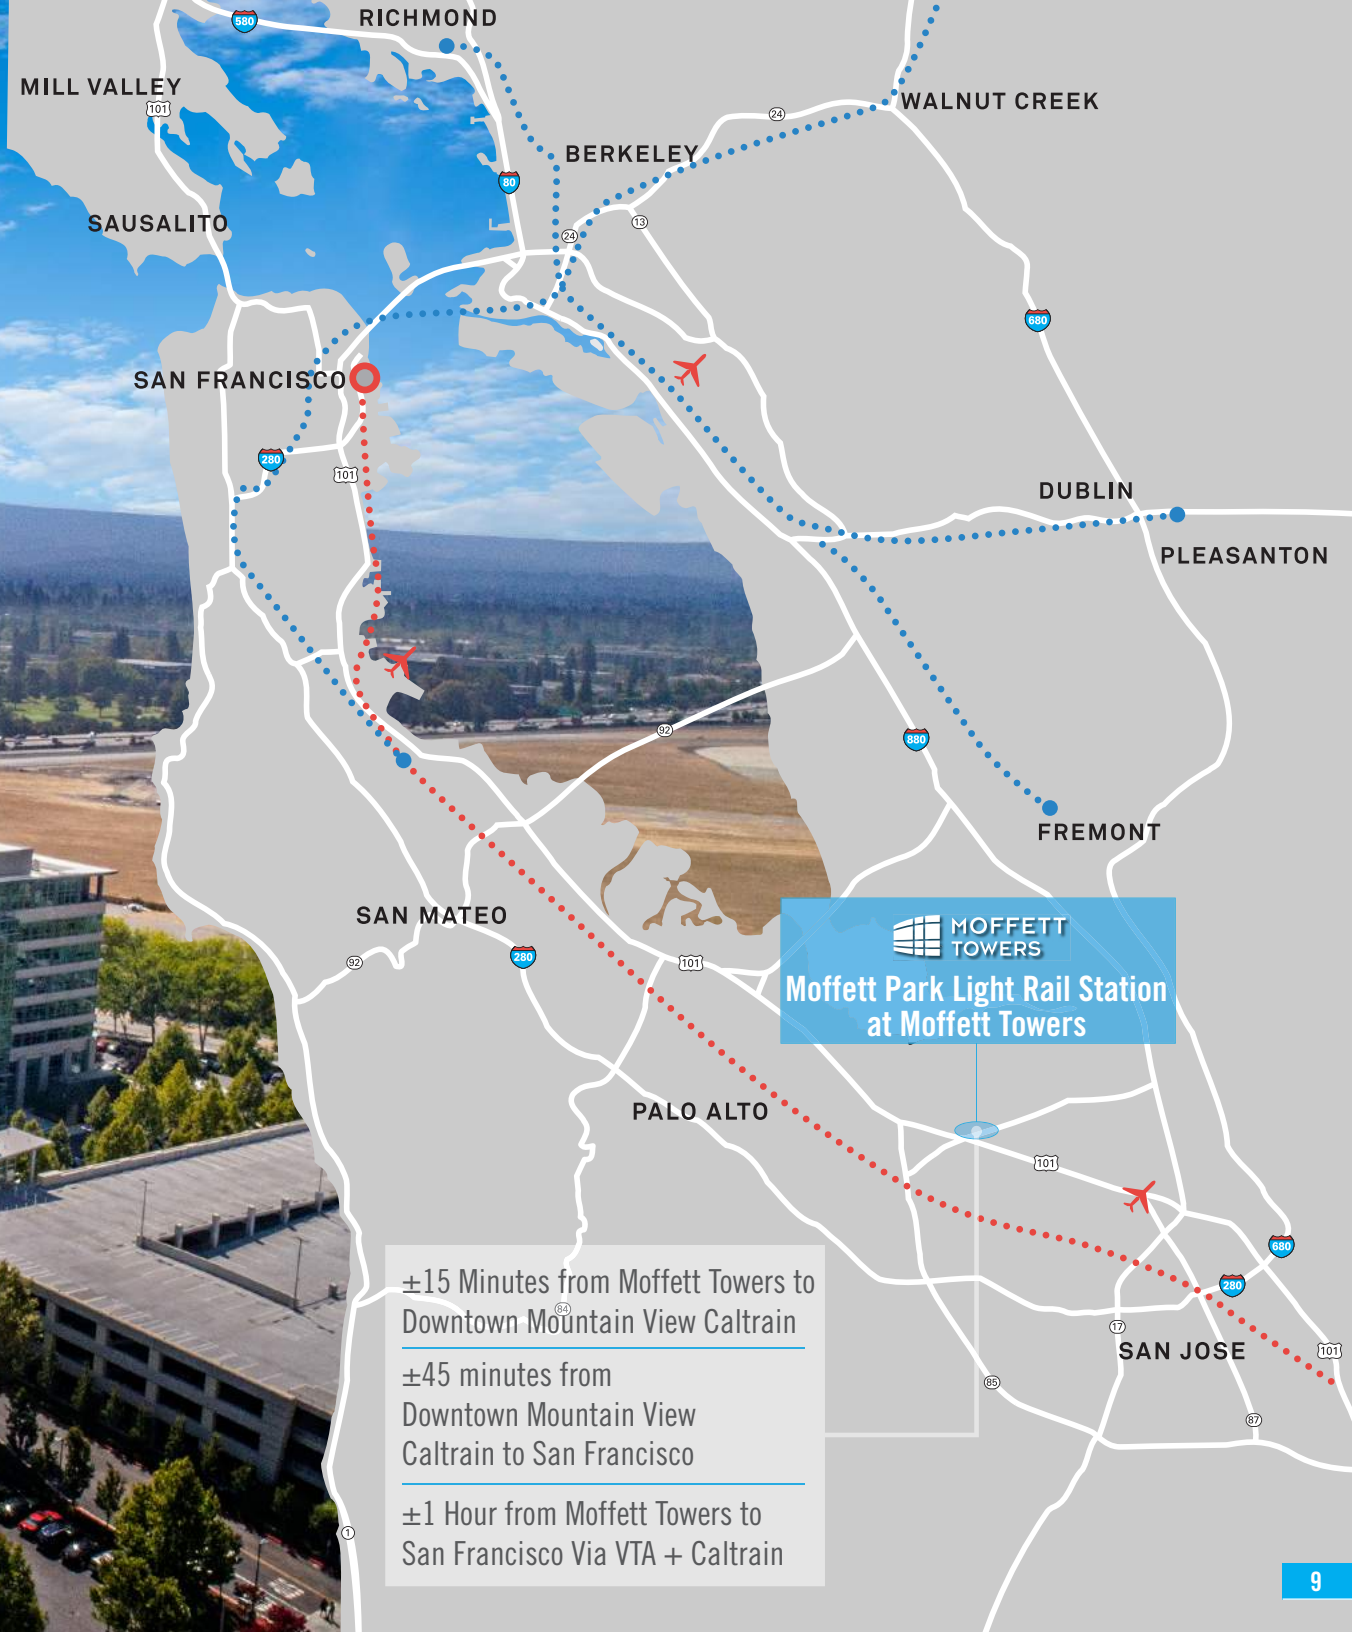 580
RICHMOND
MILL VALLEY
101
WALNUT CREEK
24
BERKELEY
80
SAUSALITO
13
24
680
SAN FRANCISCO
280
101
DUBLIN
PLEASANTON
92
880
FREMONT
SAN MATEO
92
280
101
MOFFETT
TOWERS
Moffett Park Light Rail Station
at Moffett Towers
PALO ALTO
101
680
280
±15 Minutes from Moffett Towers to
84
Downtown Mountain View Caltrain
17
SAN JOSE
101
±45 minutes from
Downtown Mountain View
Caltrain to San Francisco
85
87
±1 Hour from Moffett Towers to
San Francisco Via VTA + Caltrain
1
9